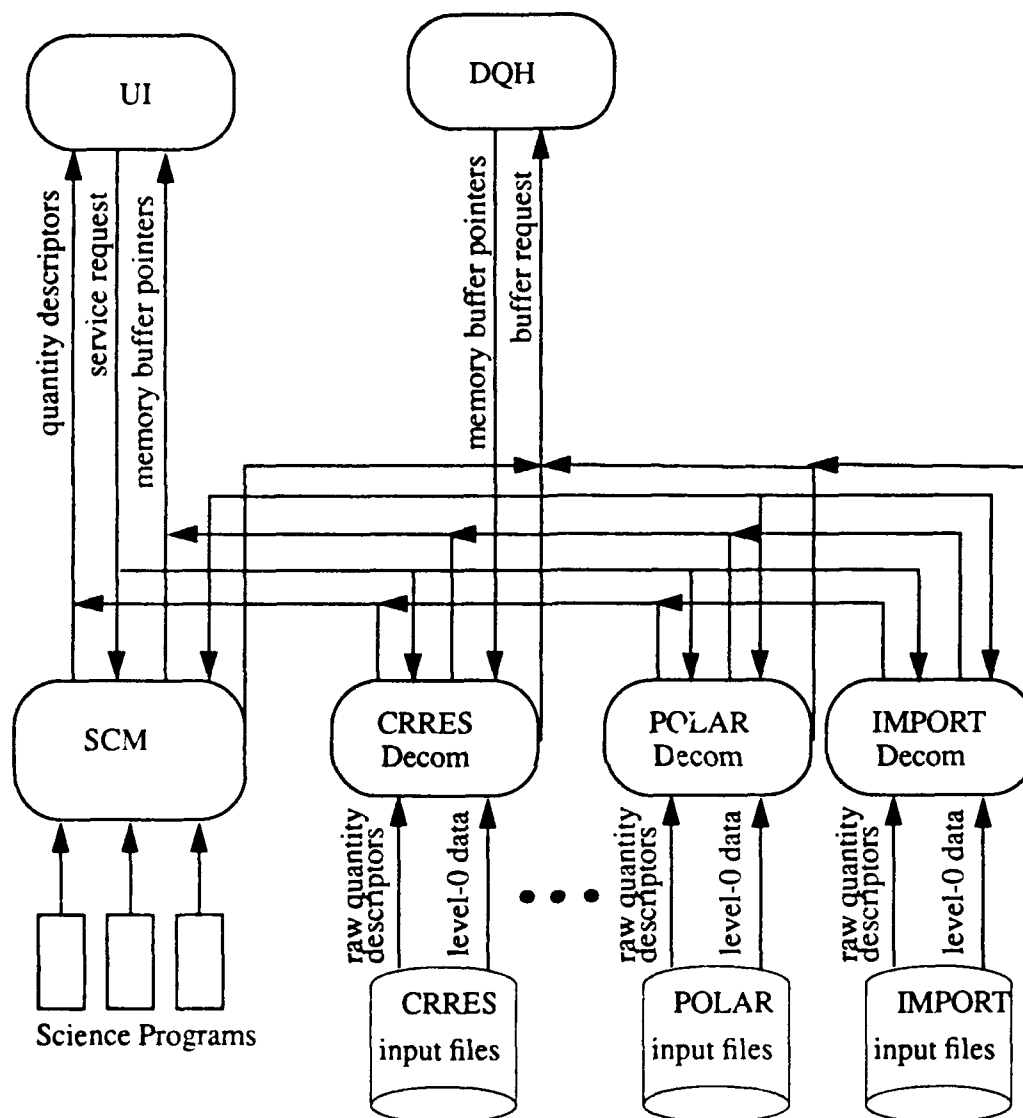 UI
DQH
quantity descriptors
service request
memory buffer pointers
memory buffer pointers
buffer request
SCM
CRRES
Decom
POLAR
Decom
IMPORT
Decom
raw quantity
descriptors
level-0 data
raw quantity
descriptors
level-0 data
raw quantity
descriptors
level-0 data
Science Programs
CRRES
input files
POLAR
input files
IMPORT
input files